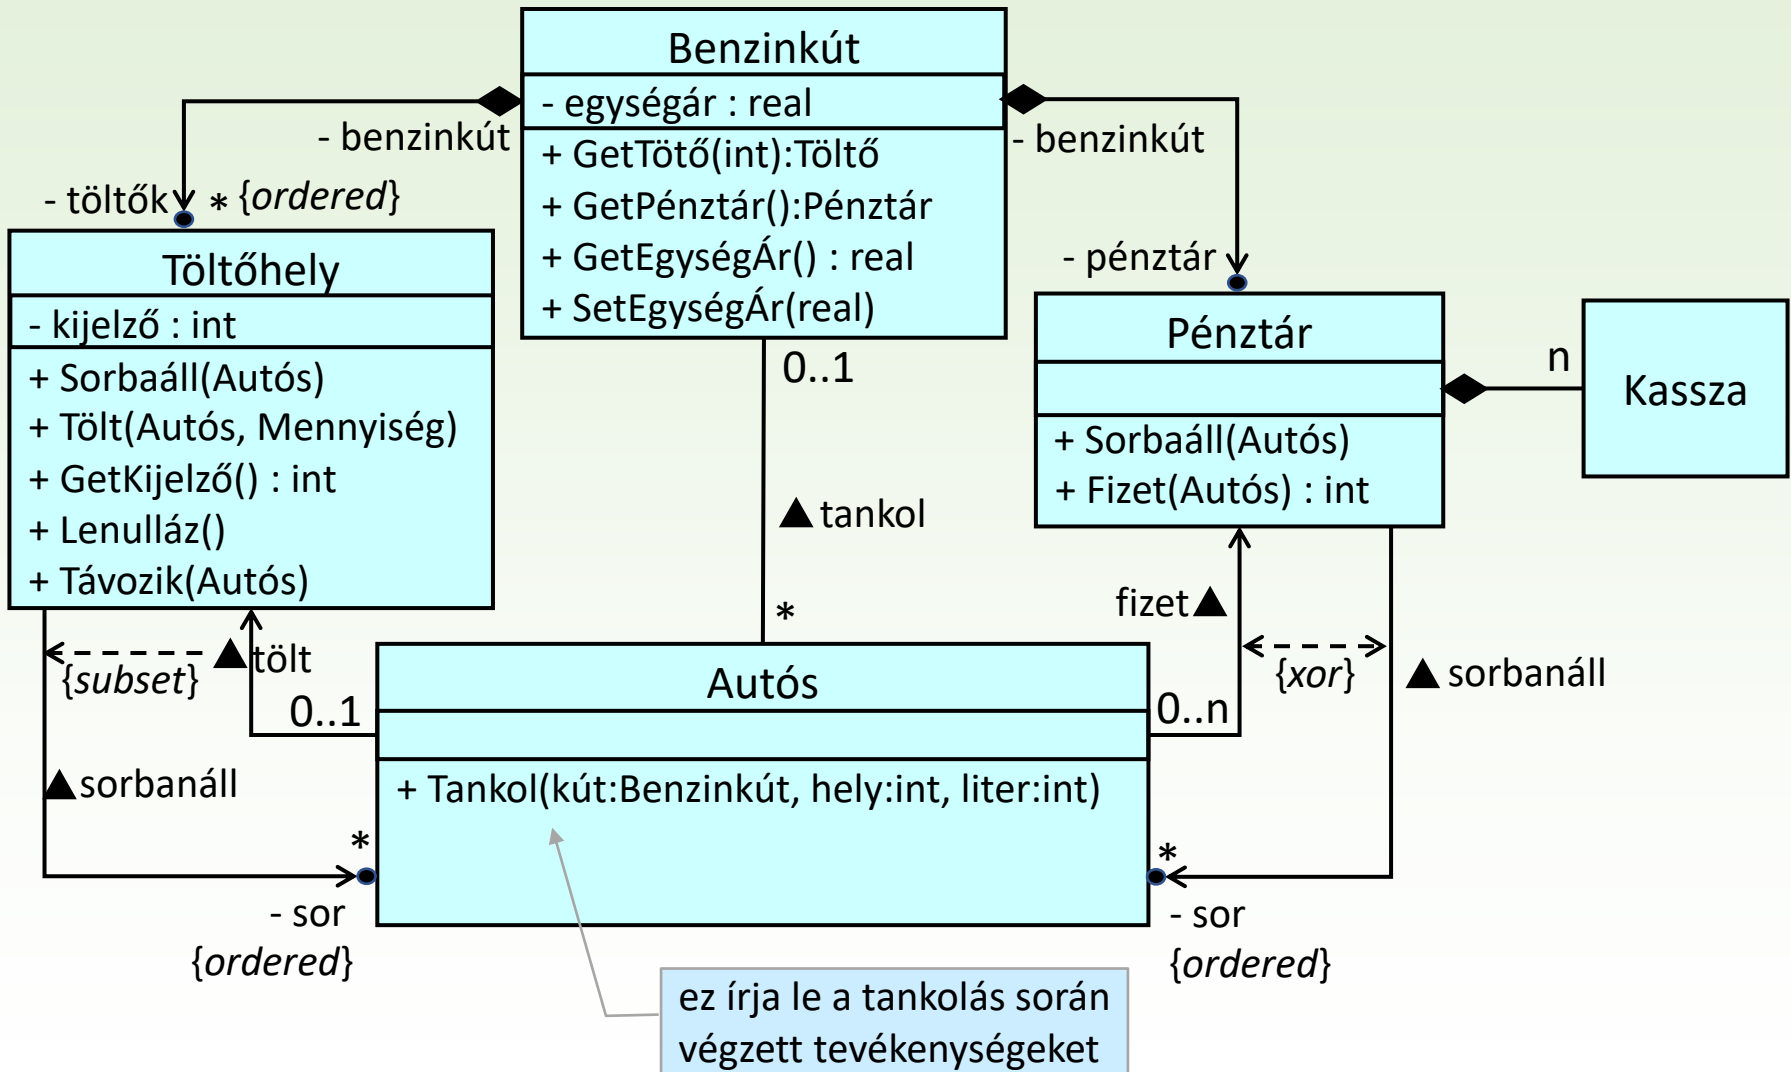 Benzinkút
- egységár : real
+ GetTötő(int):Töltő
+ GetPénztár():Pénztár
+ GetEgységÁr() : real
+ SetEgységÁr(real)
- benzinkút
- benzinkút
- töltők
* {ordered}
- pénztár
Töltőhely
- kijelző : int
+ Sorbaáll(Autós)
+ Tölt(Autós, Mennyiség)
+ GetKijelző() : int
+ Lenulláz()
+ Távozik(Autós)
Pénztár
+ Sorbaáll(Autós)
+ Fizet(Autós) : int
n
Kassza
0..1
▲ tankol
*
fizet ▲
{subset}
▲ tölt
0..1
{xor}
▲ sorbanáll
0..n
Autós
+ Tankol(kút:Benzinkút, hely:int, liter:int)
▲ sorbanáll
*
- sor
{ordered}
*
- sor
{ordered}
ez írja le a tankolás során
végzett tevékenységeket